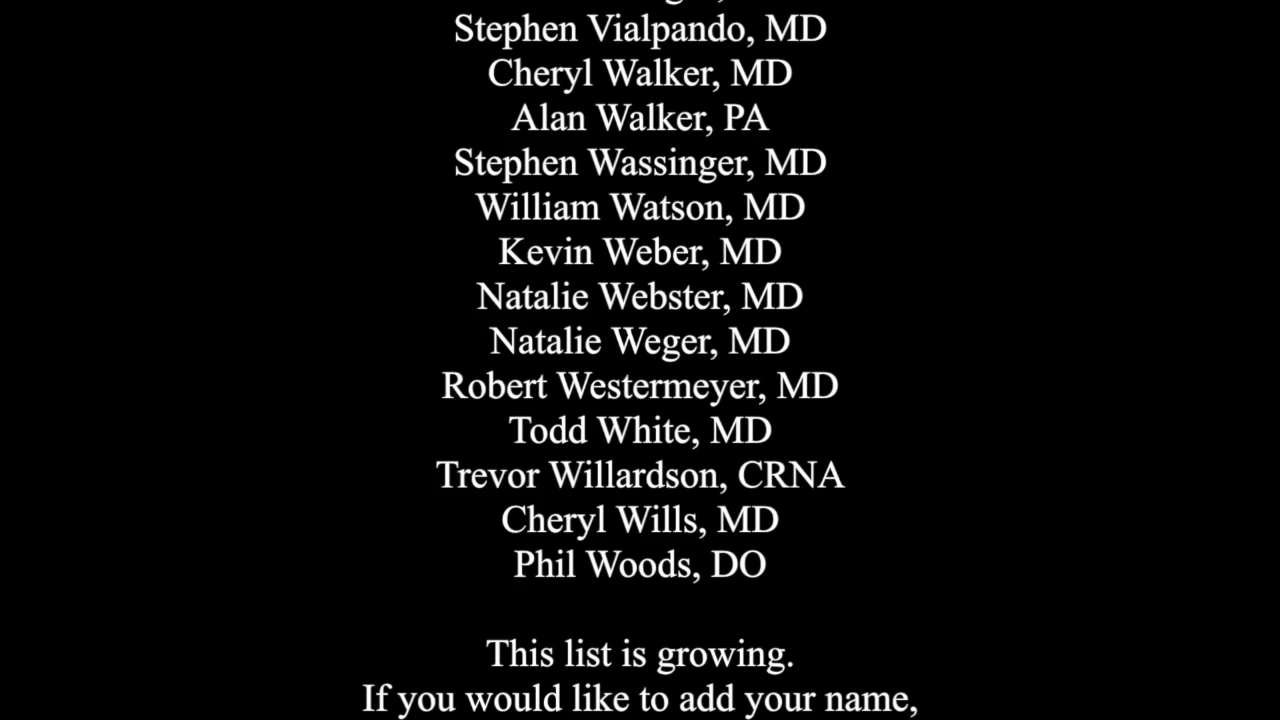 Stephen Vialpando, MD
Cheryl Walker, MD
Alan Walker, PA
Stephen Wassinger, MD
William Watson, MD
Kevin Weber, MD
Natalie Webster, MD
Natalie Weger, MD
Robert Westermeyer, MD
Todd White, MD
Trevor Willardson, CRNA
Cheryl Wills, MD
Phil Woods, DO
This list is growing.
If you would like to add your name,